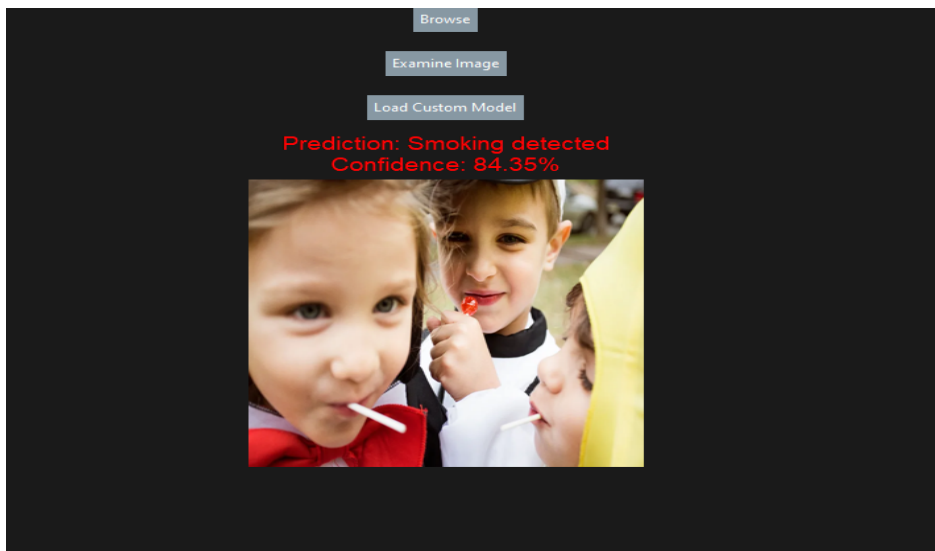 Browse
Examine Image
Load Custom Model
Prediction: Smoking detected
Confidence: 84.35%